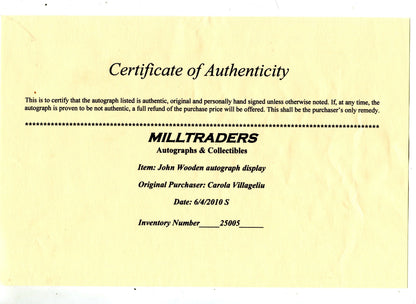 Certificate of Authenticity
This is to certify that the autograph listed is authentic, original and personally hand signed unless otherwise noted. If, at any time, the
autograph is proven to be not authentic, a full refund of the purchase price will be offered. This shall be the purchaser's only remedy.
MILLTRADERS
Autographs & Collectibles
Item: John Wooden autograph display
Original Purchaser: Carola Villageliu
Date: 6/4/2010 S
Inventory Number_____25005______